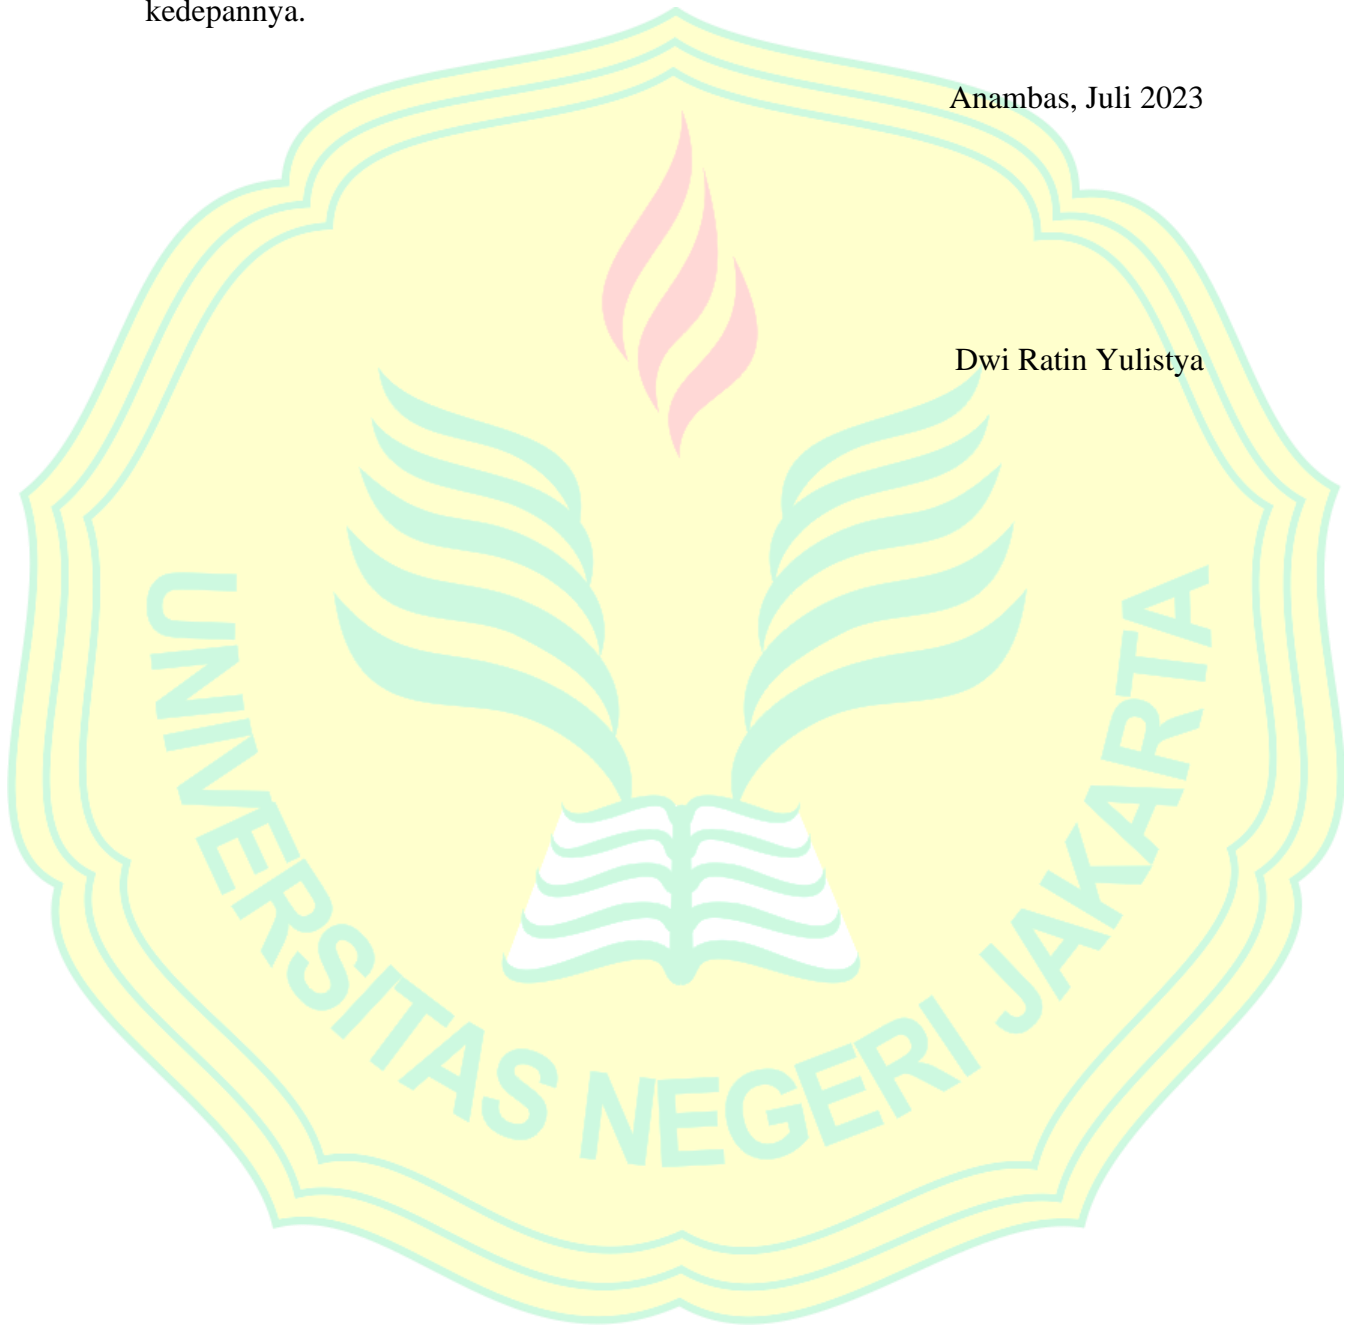 kedepannya.
Anambas, Juli 2023
Dwi Ratin Yulistya
UNIVERSITAS NEGERI JAKARTA